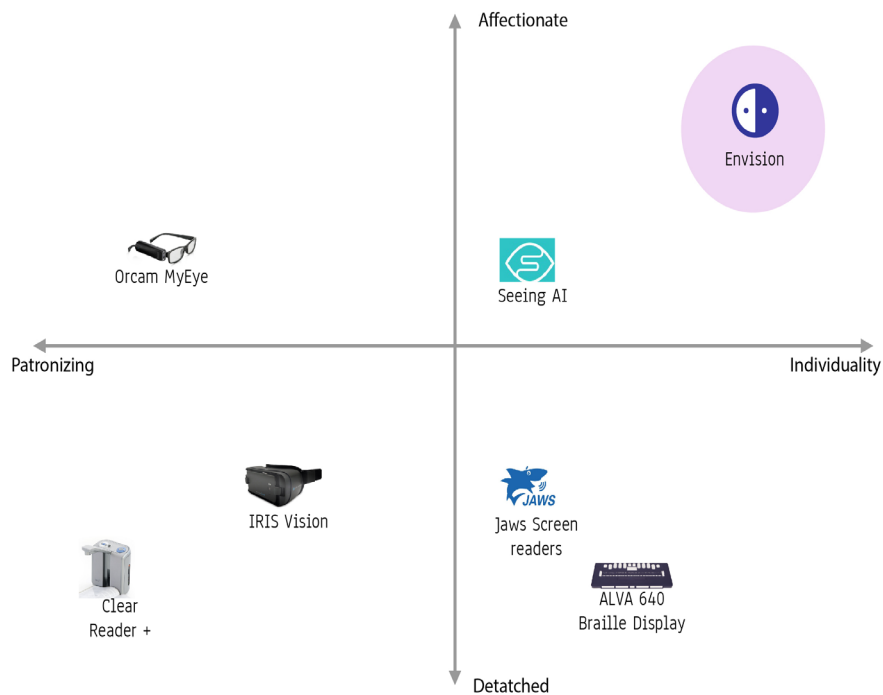 Affectionate
Envision
Orcam MyEye
Seeing AI
Patronizing
Individuality
JAWS
IRIS Vision
Jaws Screen
readers
Clear
Reader +
ALVA 640
Braille Display
Detatched